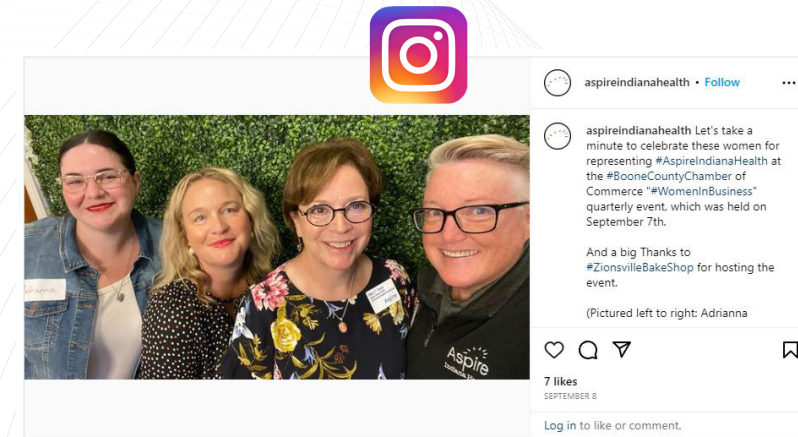 aspireindianahealth • Follow
aspireindianahealth Let's take a
minute to celebrate these women for
representing #AspireIndianaHealth at
the #BooneCountyChamber of
Commerce "#WomenInBusiness"
quarterly event, which was held on
September 7th.
And a big Thanks to
#ZionsvilleBakeShop for hosting the
event.
(Pictured left to right: Adrianna
Aspire
Indiana
7 likes
SEPTEMBER 8
Log in to like or comment.